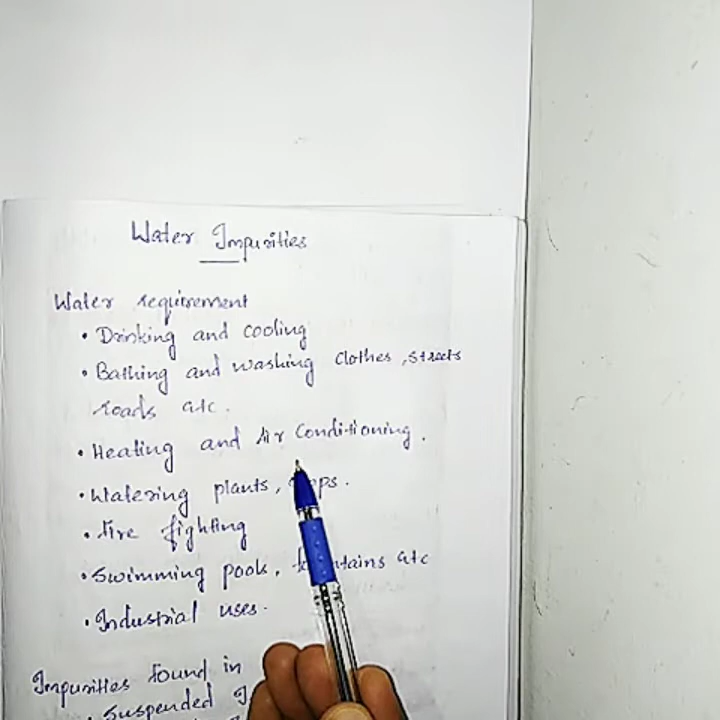 Water Impurities
Water requirement
• Drinking and cooling
• Bathing and washing clothes, streets
roads etc.
• Heating and Air Conditioning.
• Watering plants,
• Fire fighting
• Swimming pools, etc
• Industrial uses.
Impurities found in
• Suspended